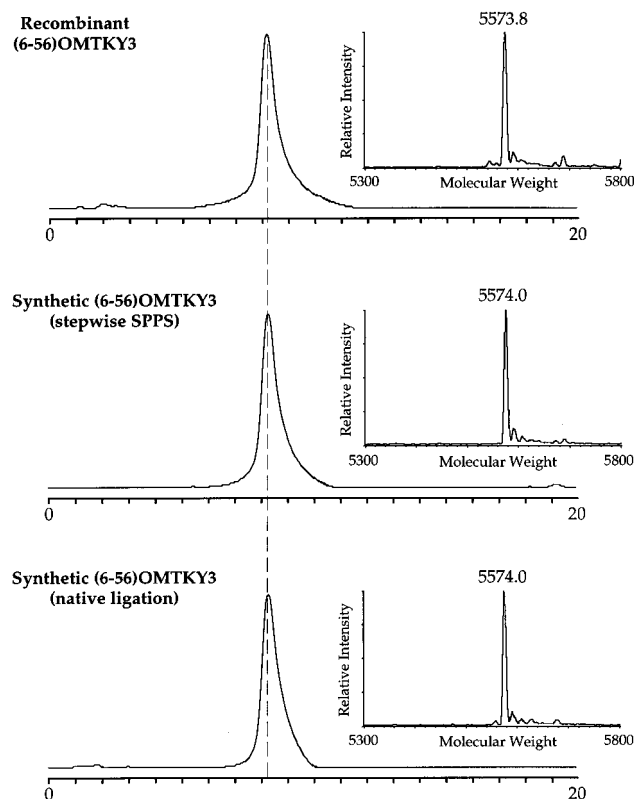 Recombinant
(6-56)OMTKY3
5573.8
Relative Intensity
5300
Molecular Weight
5800
0
20
Synthetic (6-56)OMTKY3
(stepwise SPPS)
5574.0
Relative Intensity
5300
Molecular Weight
5800
0
20
Synthetic (6-56)OMTKY3
(native ligation)
5574.0
Relative Intensity
5300
Molecular Weight
5800
0
20